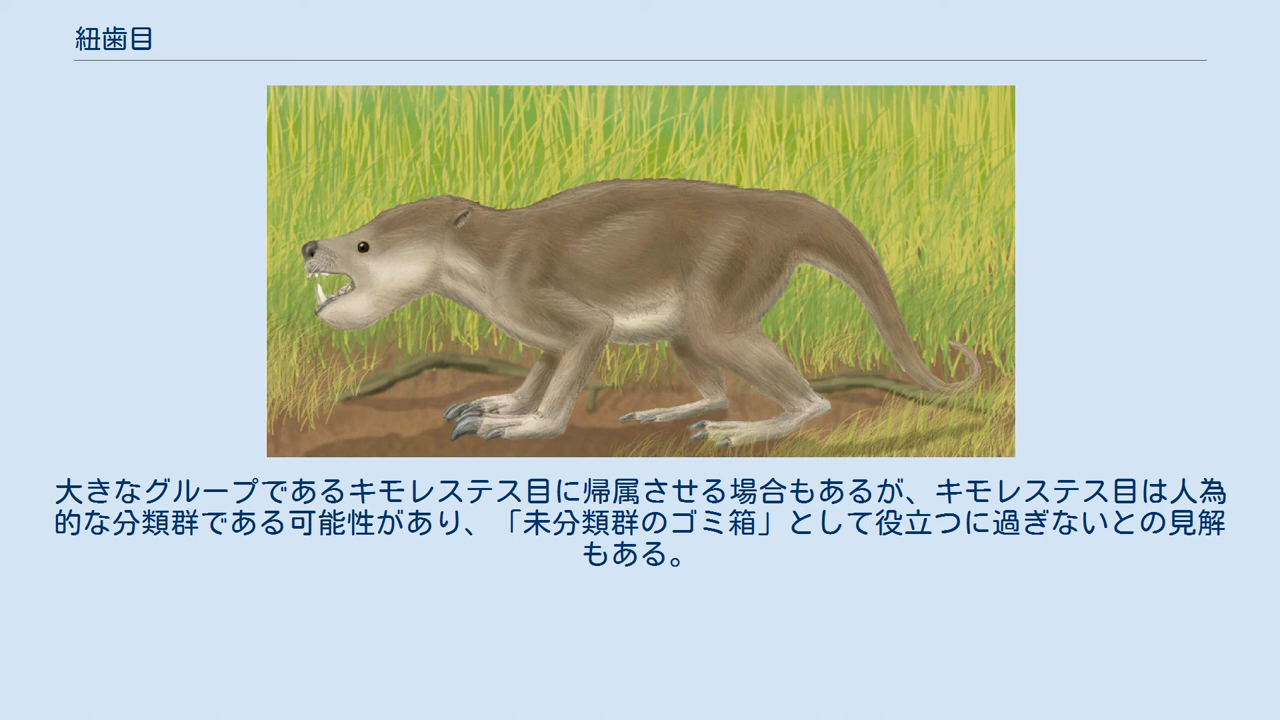 紐歯目
大きなグループであるキモレステス目に帰属させる場合もあるが、キモレステス目は人為
的な分類群である可能性があり、「未分類群のゴミ箱」として役立つに過ぎないとの見解
もある。